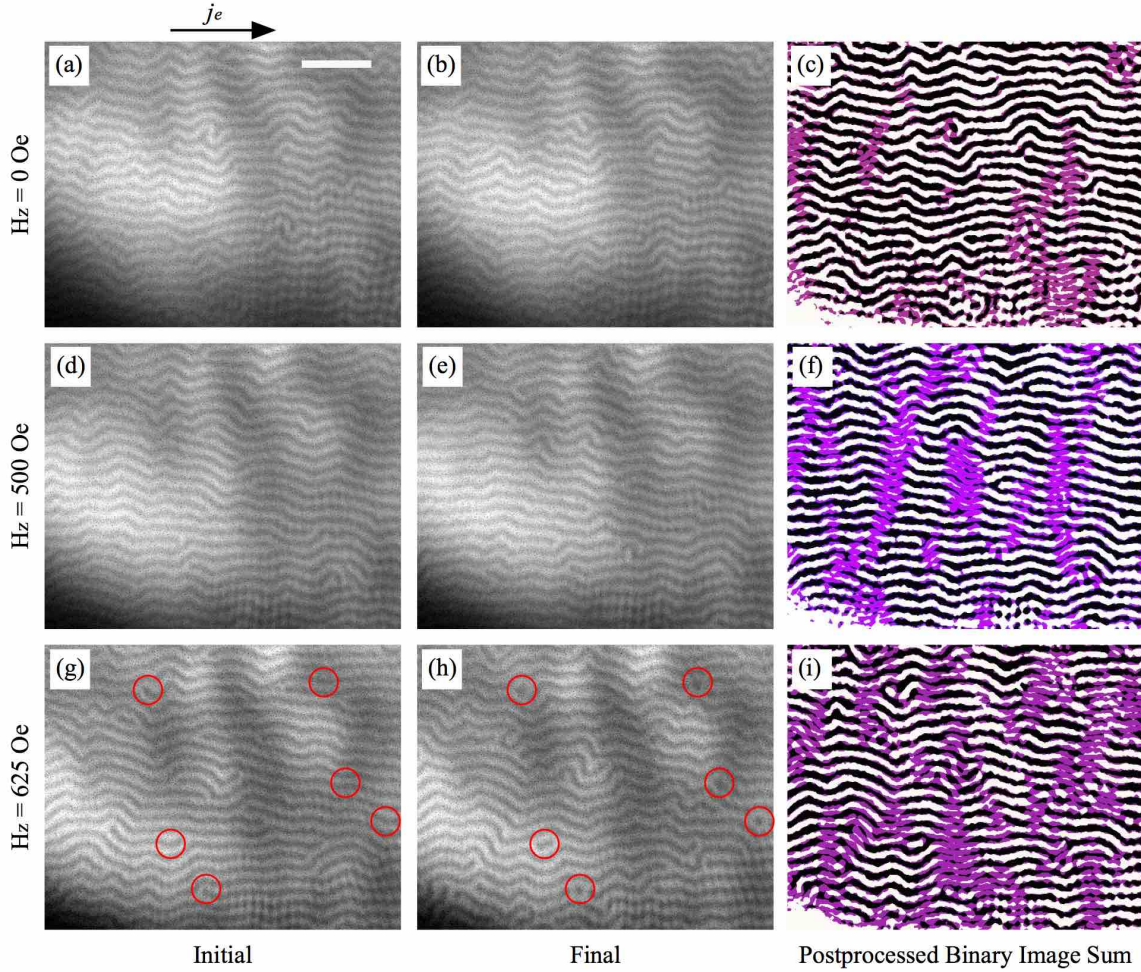 j_e
(a)
(b)
(c)
Hz = 0 Oe
(d)
(e)
(f)
Hz = 500 Oe
(g)
(h)
(i)
Hz = 625 Oe
Initial
Final
Postprocessed Binary Image Sum